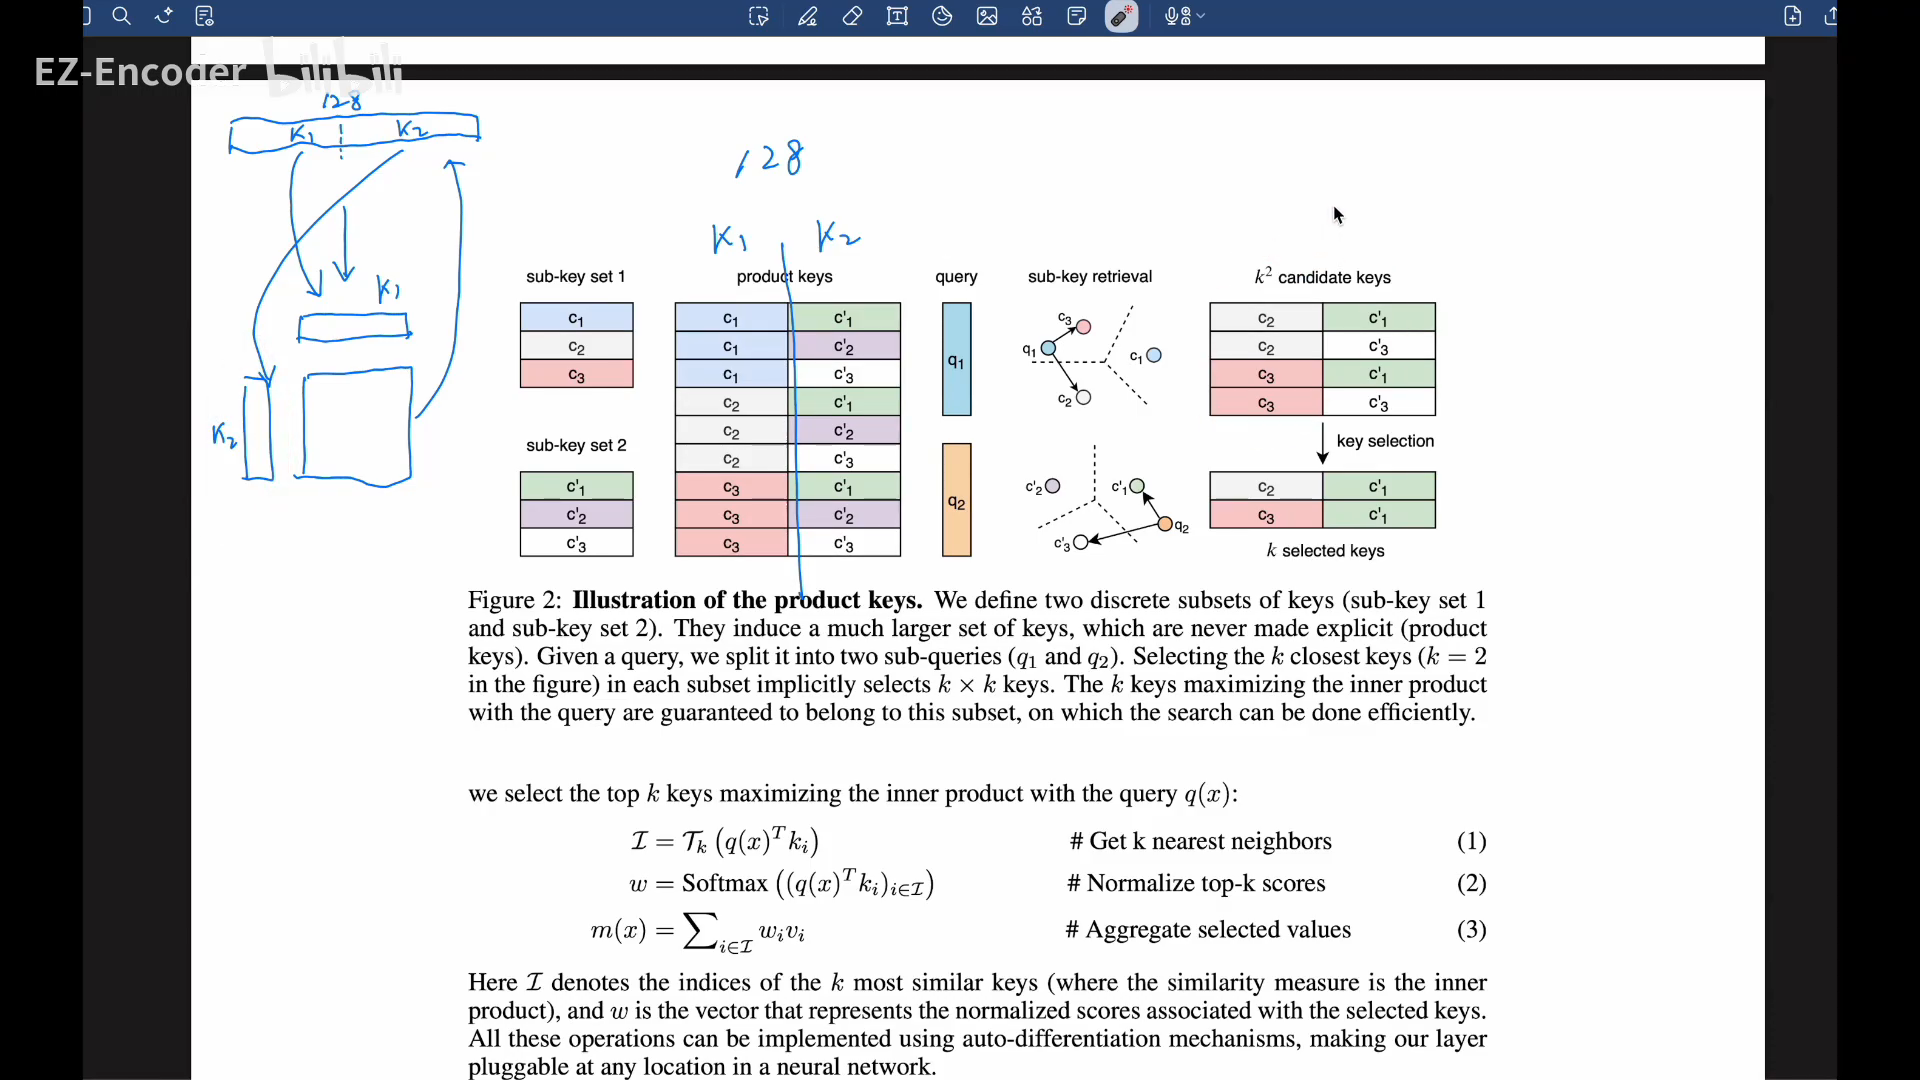 EZ-Encoder bilibili
128
K₁ K₂
128
K₁ K₂
K₁
K₂
sub-key set 1
c₁
c₂
c₃
sub-key set 2
c'₁
c'₂
c'₃
product keys
c₁ c'₁
c₁ c'₂
c₁ c'₃
c₂ c'₁
c₂ c'₂
c₂ c'₃
c₃ c'₁
c₃ c'₂
c₃ c'₃
query
q₁
q₂
sub-key retrieval
c₃
q₁
c₁
c₂
c'₂ c'₁
q₂
c'₃
k² candidate keys
c₂ c'₁
c₂ c'₃
c₃ c'₁
c₃ c'₃
key selection
c₂ c'₁
c₃ c'₁
k selected keys
Figure 2: Illustration of the product keys. We define two discrete subsets of keys (sub-key set 1
and sub-key set 2). They induce a much larger set of keys, which are never made explicit (product
keys). Given a query, we split it into two sub-queries (q₁ and q₂). Selecting the k closest keys (k = 2
in the figure) in each subset implicitly selects k × k keys. The k keys maximizing the inner product
with the query are guaranteed to belong to this subset, on which the search can be done efficiently.
we select the top k keys maximizing the inner product with the query q(x):
I = Tₖ (q(x)ᵀkᵢ) # Get k nearest neighbors (1)
w = Softmax ((q(x)ᵀkᵢ)ᵢ∈I) # Normalize top-k scores (2)
m(x) = ∑ᵢ∈I wᵢvᵢ # Aggregate selected values (3)
Here I denotes the indices of the k most similar keys (where the similarity measure is the inner
product), and w is the vector that represents the normalized scores associated with the selected keys.
All these operations can be implemented using auto-differentiation mechanisms, making our layer
pluggable at any location in a neural network.